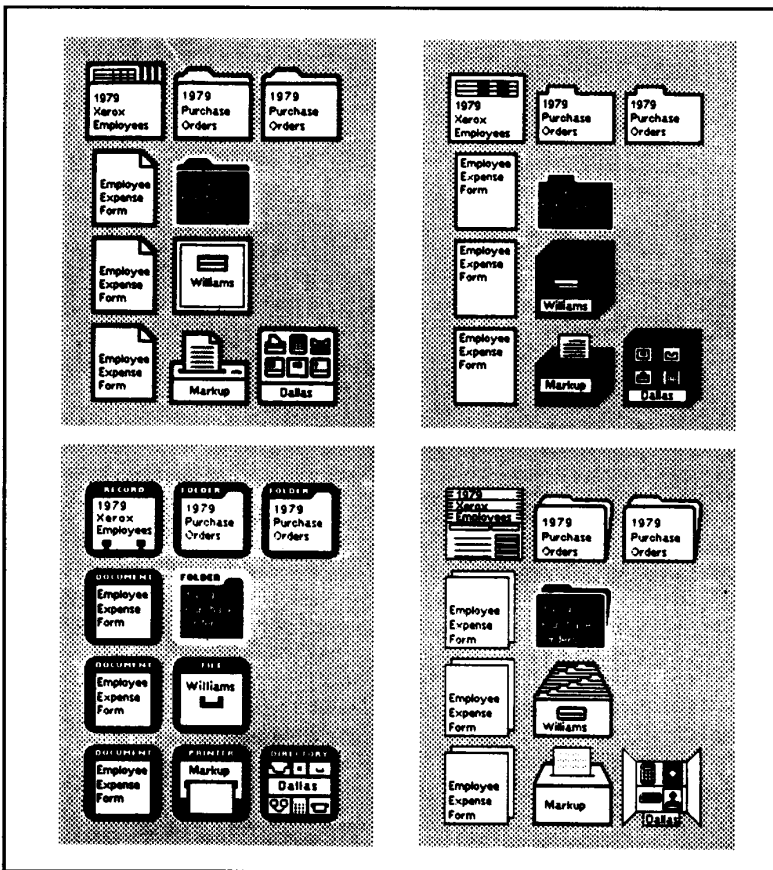 1979
Xerox
Employees
1979
Purchase
Orders
1979
Purchase
Orders
Employee
Expense
Form
Employee
Expense
Form
Williams
Employee
Expense
Form
Markup
Dallas
1979
Xerox
Employees
1979
Purchase
Orders
1979
Purchase
Orders
Employee
Expense
Form
Employee
Expense
Form
Williams
Employee
Expense
Form
Markup
Dallas
RECORD
1979
Xerox
Employees
FOLDER
1979
Purchase
Orders
FOLDER
1979
Purchase
Orders
DOCUMENT
Employee
Expense
Form
FOLDER
DOCUMENT
Employee
Expense
Form
FILE
Williams
DOCUMENT
Employee
Expense
Form
PRINTER
Markup
DIRECTORY
Dallas
1979
Xerox
Employees
1979
Purchase
Orders
1979
Purchase
Orders
Employee
Expense
Form
Employee
Expense
Form
Williams
Employee
Expense
Form
Markup
Dallas